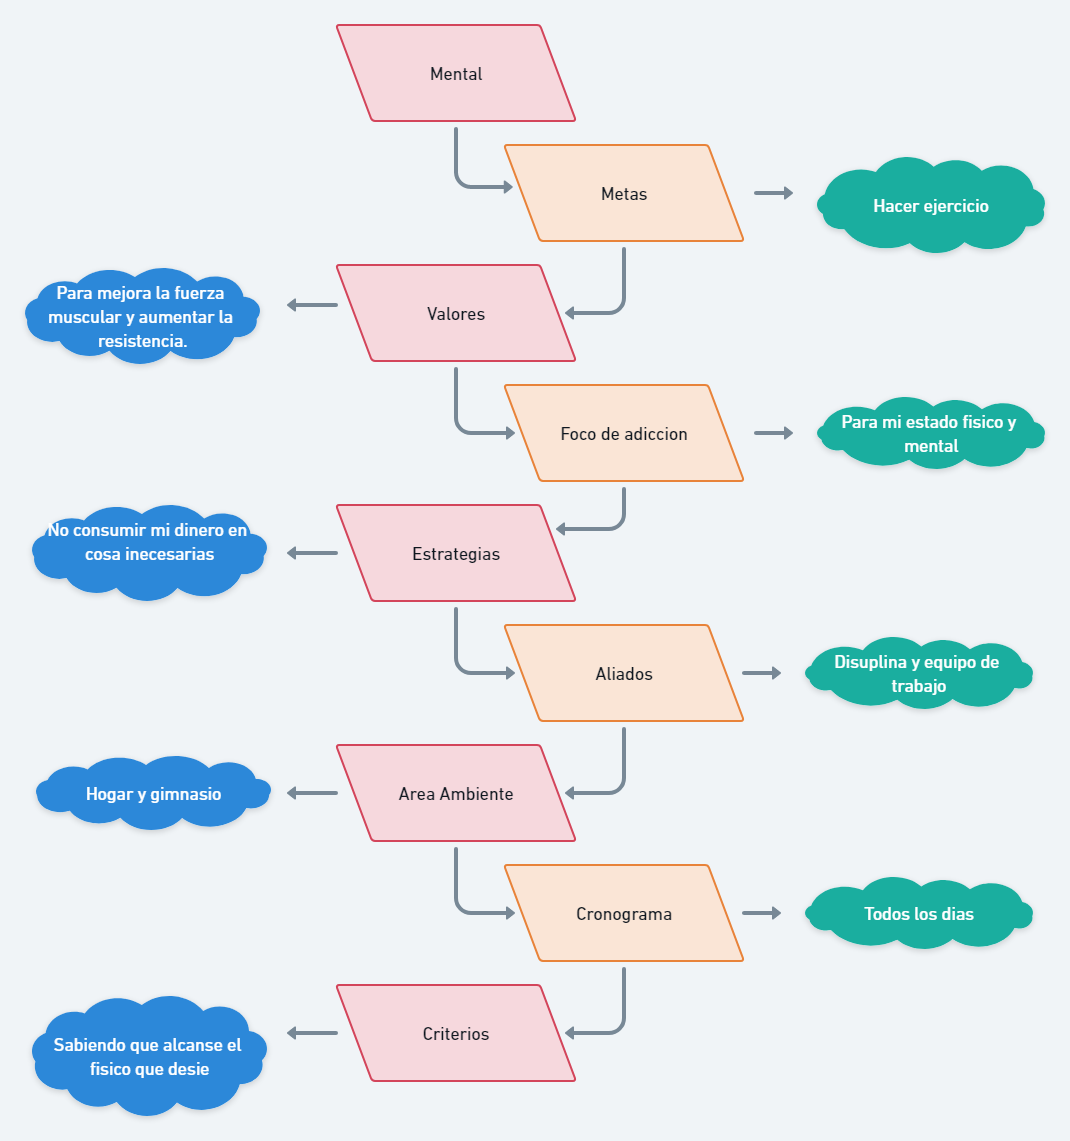 Mental
Metas
Hacer ejercicio
Para mejora la fuerza
muscular y aumentar la
resistencia.
Valores
Foco de adiccion
Para mi estado fisico y
mental
No consumir mi dinero en
cosa inecesarias
Estrategias
Aliados
Disuplina y equipo de
trabajo
Hogar y gimnasio
Area Ambiente
Cronograma
Todos los dias
Sabiendo que alcanse el
fisico que desie
Criterios